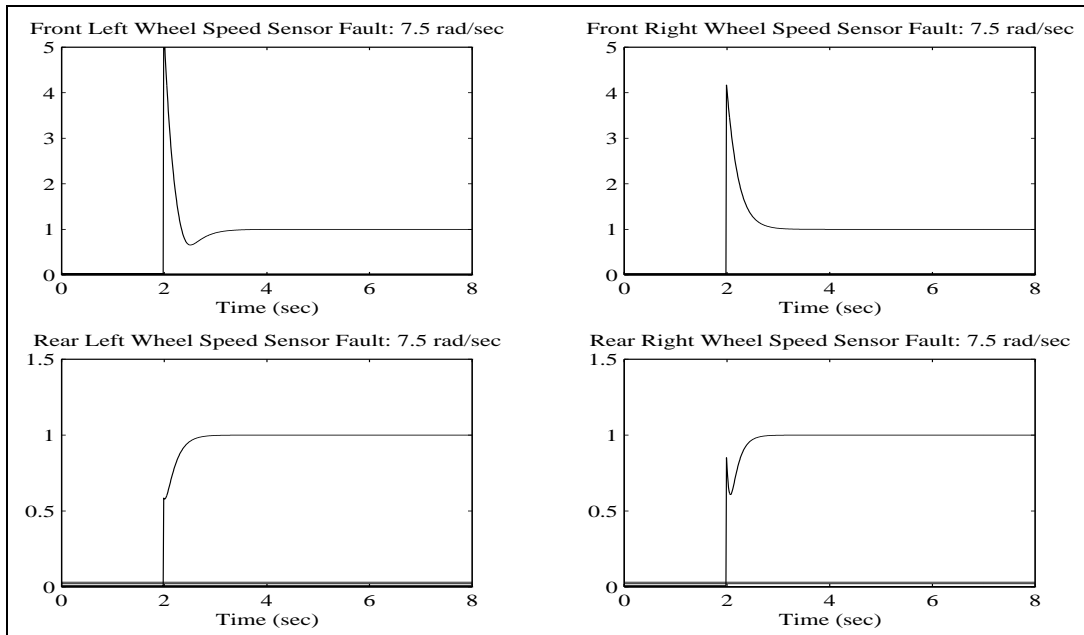 Front Left Wheel Speed Sensor Fault: 7.5 rad/sec
5
4
3
2
1
0
0 2 4 6 8
Time (sec)
Front Right Wheel Speed Sensor Fault: 7.5 rad/sec
5
4
3
2
1
0
0 2 4 6 8
Time (sec)
Rear Left Wheel Speed Sensor Fault: 7.5 rad/sec
1.5
1
0.5
0
0 2 4 6 8
Time (sec)
Rear Right Wheel Speed Sensor Fault: 7.5 rad/sec
1.5
1
0.5
0
0 2 4 6 8
Time (sec)